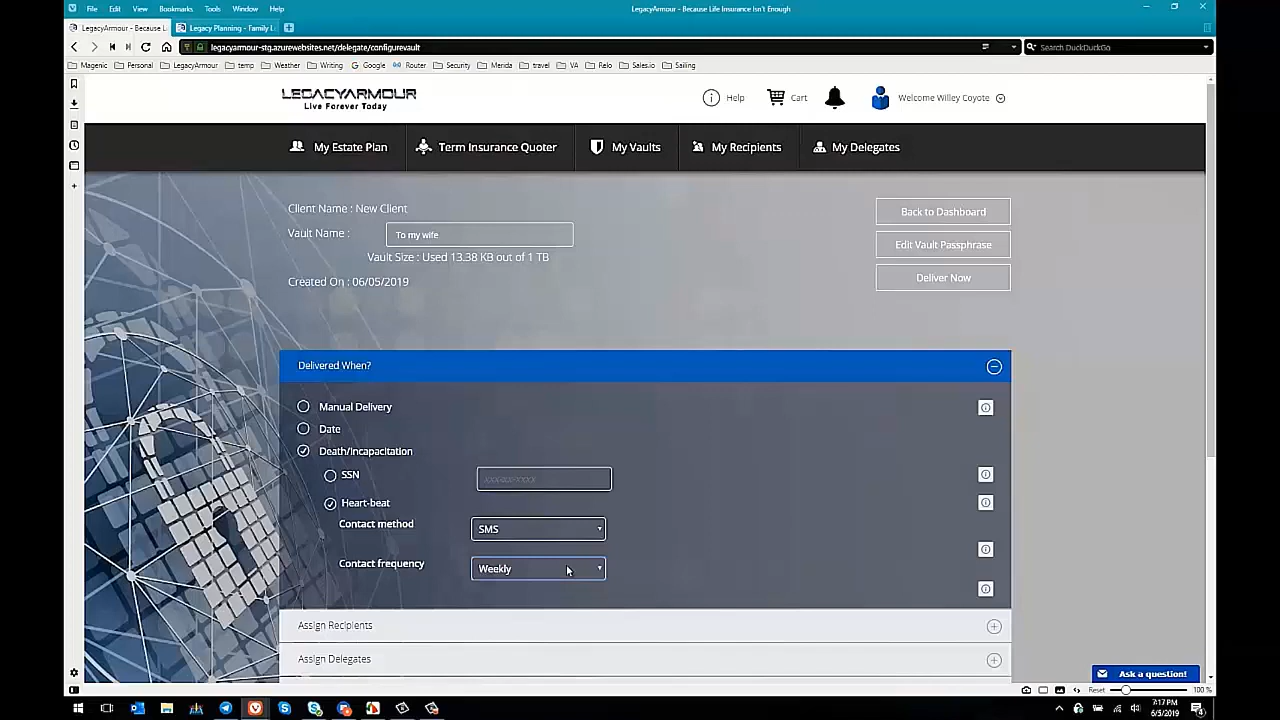 File Edit View Bookmarks Tools Window Help
LegacyArmour - Because Life Insurance Isn't Enough
LegacyArmour - Because L
Legacy Planning - Family L
legacyarmour-stg.azurewebsites.net/delegate/configurevault
Search DuckDuckGo
Magenic Personal LegacyArmour temp Weather Writing Google Router Security Merida travel VA Relo Sales.io Sailing
LEGACYARMOUR
Live Forever Today
Help
Cart
Welcome Willey Coyote
My Estate Plan
Term Insurance Quoter
My Vaults
My Recipients
My Delegates
Client Name : New Client
Vault Name :
To my wife
Vault Size : Used 13.38 KB out of 1 TB
Created On : 06/05/2019
Back to Dashboard
Edit Vault Passphrase
Deliver Now
Delivered When?
Manual Delivery
Date
Death/Incapacitation
SSN
Heart-beat
Contact method
SMS
Contact frequency
Weekly
Assign Recipients
Assign Delegates
Ask a question!
Reset
100 %
7:17 PM
6/5/2019